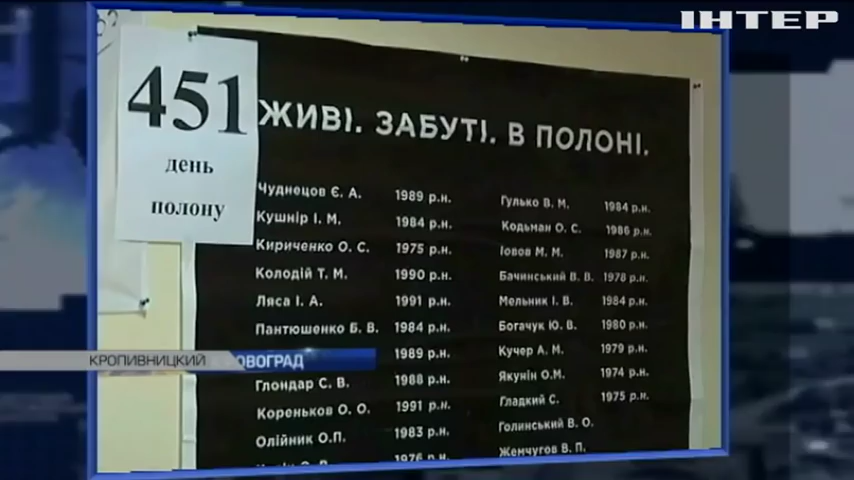 ІНТЕР
451
день
полону
ЖИВІ. ЗАБУТІ. В ПОЛОНІ.
Чуднецов Є. А. 1989 р.н.
Кушнір І. М. 1984 р.н.
Кириченко О. С. 1975 р.н.
Колодій Т. М. 1990 р.н.
Ляса І. А. 1991 р.н.
Пантюшенко Б. В. 1984 р.н.
1989 р.н.
Глондар С. В. 1988 р.н.
Кореньков О. О. 1991 р.н.
Олійник О.П. 1983 р.н.
1976 р.н.
Гулько В. М. 1984 р.н.
Кодьман О. С. 1986 р.н.
Іовов М. М. 1987 р.н.
Бачинський В. В. 1978 р.н.
Мельник І. В. 1984 р.н.
Богачук Ю. В. 1980 р.н.
Кучер А. М. 1979 р.н.
Якунін О.М. 1974 р.н.
Гладкий С. 1975 р.н.
Голинський В. О.
Жемчугов В. П.
КРОПИВНИЦКИЙ
ОВОГРАД